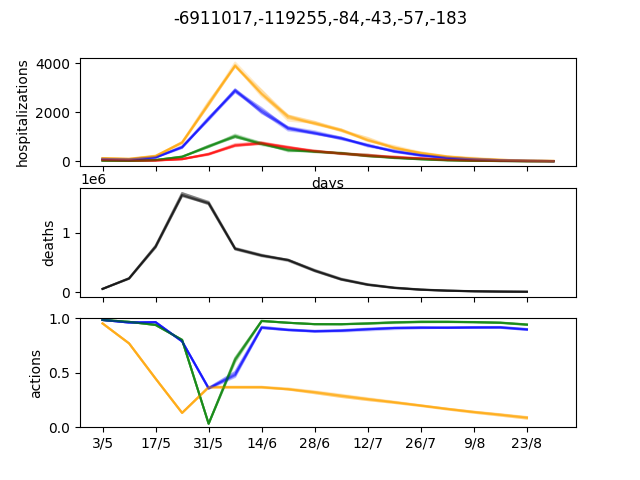 -6911017,-119255,-84,-43,-57,-183
4000
2000
0
hospitalizations
days
1e6
1
0
deaths
1.0
0.5
0.0
actions
3/5 17/5 31/5 14/6 28/6 12/7 26/7 9/8 23/8